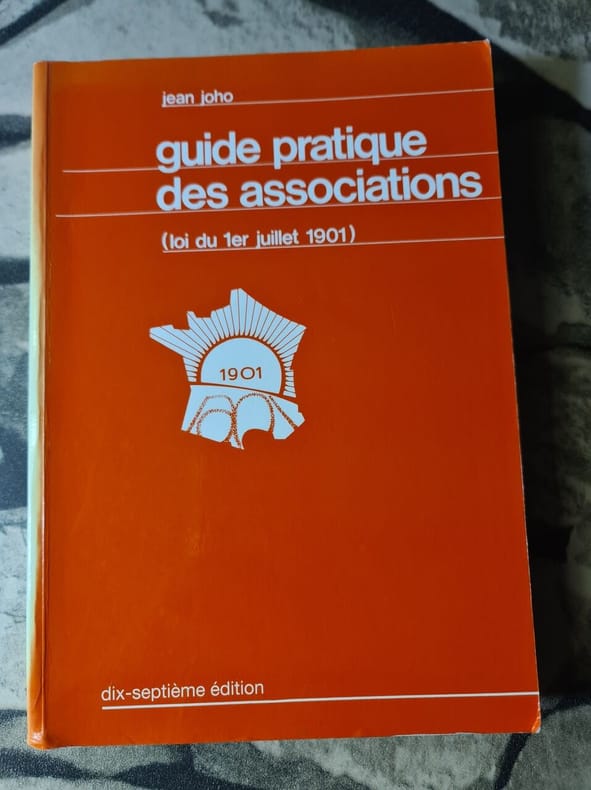 jean joho
guide pratique
des associations
(loi du 1er juillet 1901)
1901
dix-septième édition